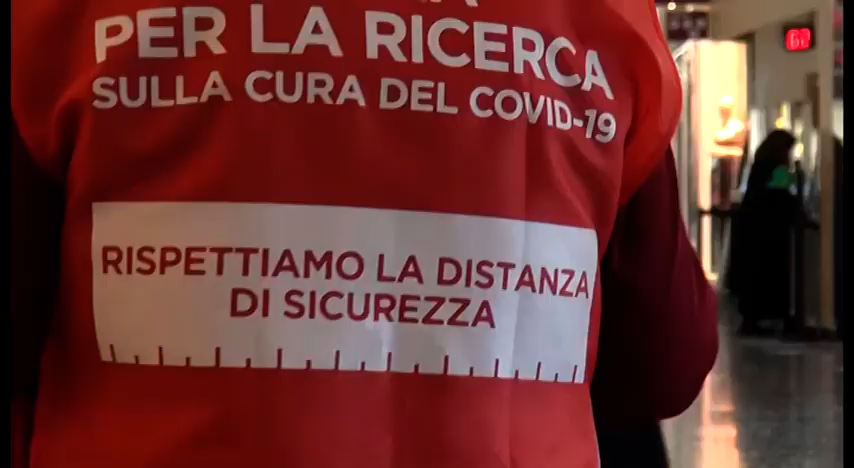 PER LA RICERCA
SULLA CURA DEL COVID-19
RISPETTIAMO LA DISTANZA
DI SICUREZZA